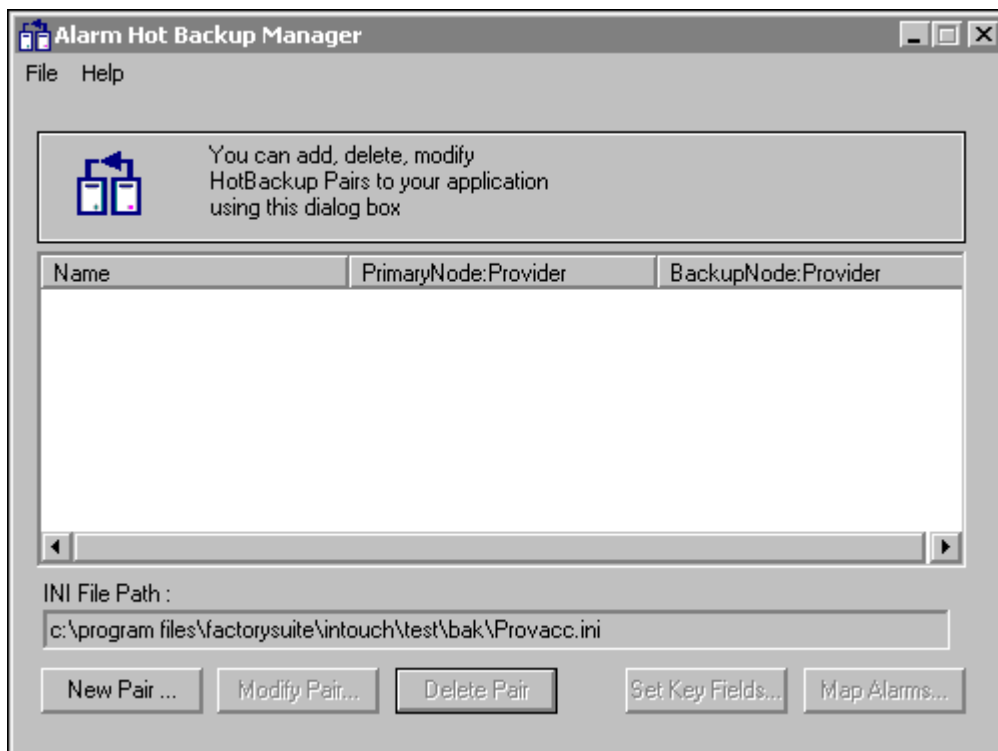 Alarm Hot Backup Manager
File Help
You can add, delete, modify
HotBackup Pairs to your application
using this dialog box
Name PrimaryNode:Provider BackupNode:Provider
INI File Path :
c:\program files\factorysuite\intouch\test\bak\Provacc.ini
New Pair ... Modify Pair... Delete Pair Set Key Fields... Map Alarms...